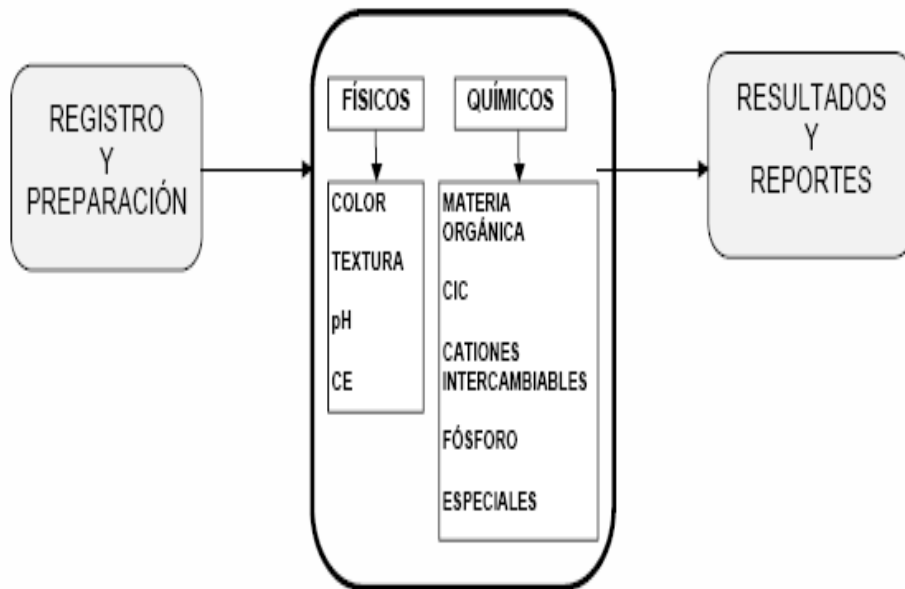 REGISTRO
Y
PREPARACIÓN
FÍSICOS
COLOR
TEXTURA
pH
CE
QUÍMICOS
MATERIA
ORGÁNICA
CIC
CATIONES
INTERCAMBIABLES
FÓSFORO
ESPECIALES
RESULTADOS
Y
REPORTES